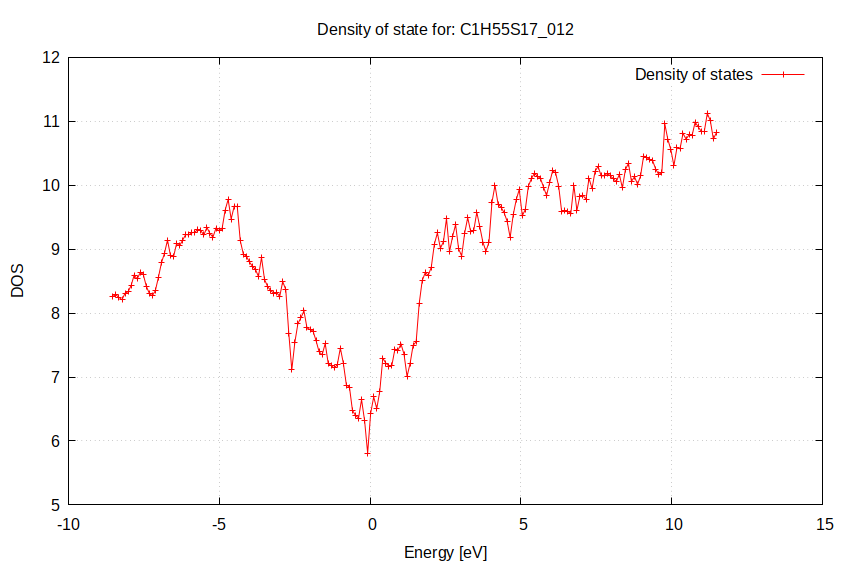 Density of state for: C1H55S17_012
Density of states
12
11
10
9
8
7
6
5
DOS
-10 -5 0 5 10 15
Energy [eV]